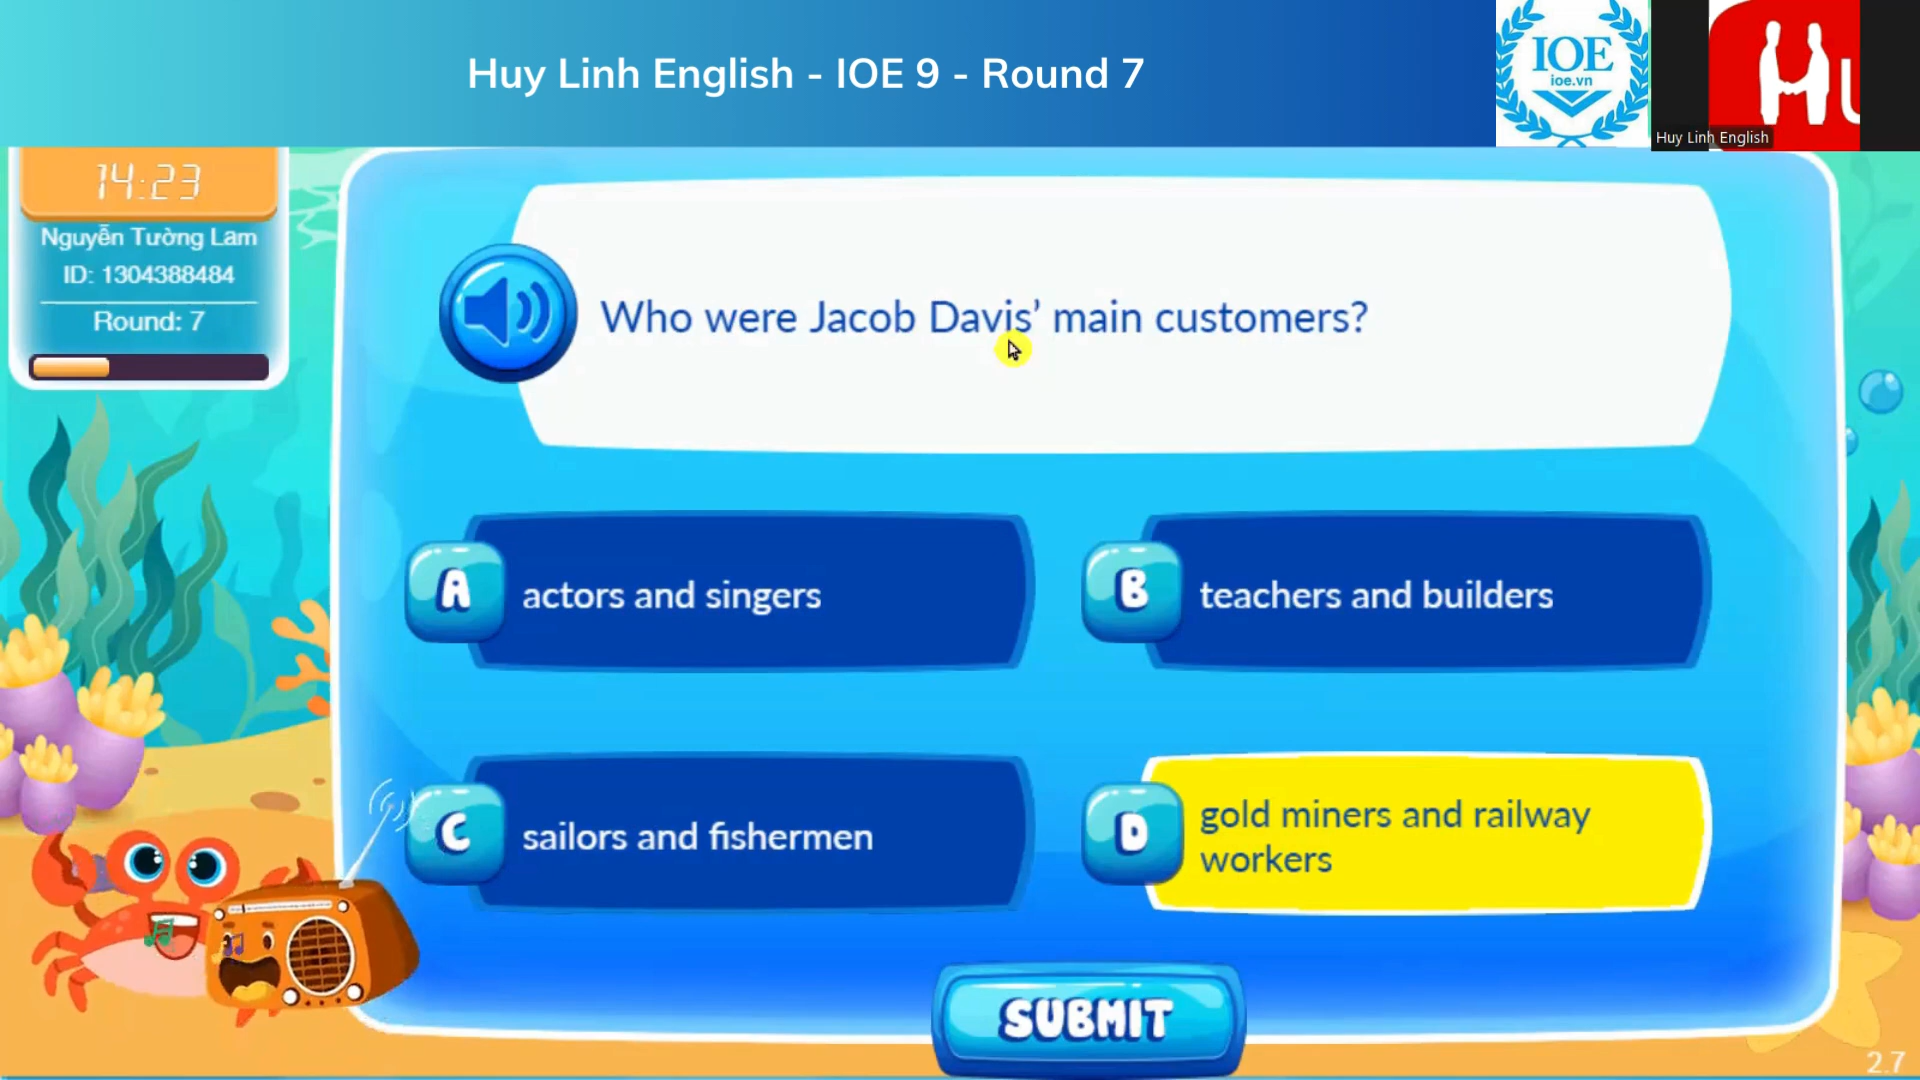 Huy Linh English - IOE 9 - Round 7
IOE
ioe.vn
Hu
Huy Linh English
14:23
Nguyễn Tường Lam
ID: 1304388484
Round: 7
Who were Jacob Davis’ main customers?
A
actors and singers
B
teachers and builders
C
sailors and fishermen
D
gold miners and railway
workers
SUBMIT
2.7